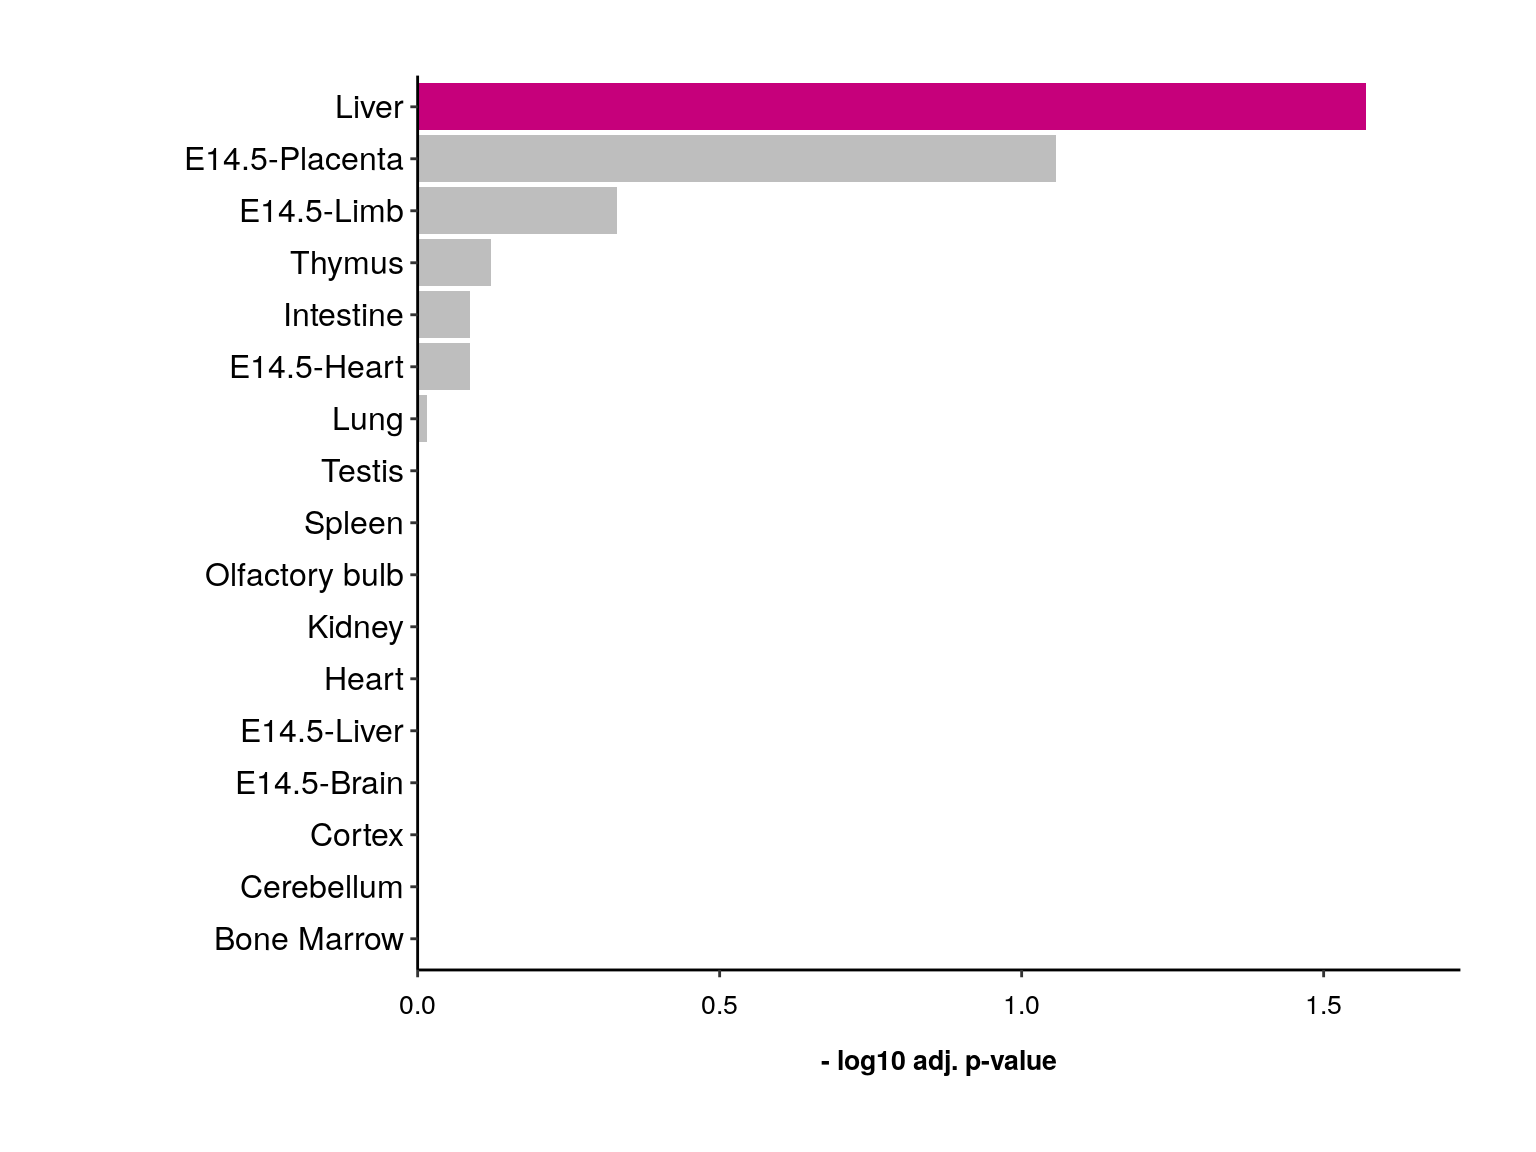 Liver
E14.5-Placenta
E14.5-Limb
Thymus
Intestine
E14.5-Heart
Lung
Testis
Spleen
Olfactory bulb
Kidney
Heart
E14.5-Liver
E14.5-Brain
Cortex
Cerebellum
Bone Marrow
0.0 0.5 1.0 1.5
- log10 adj. p-value